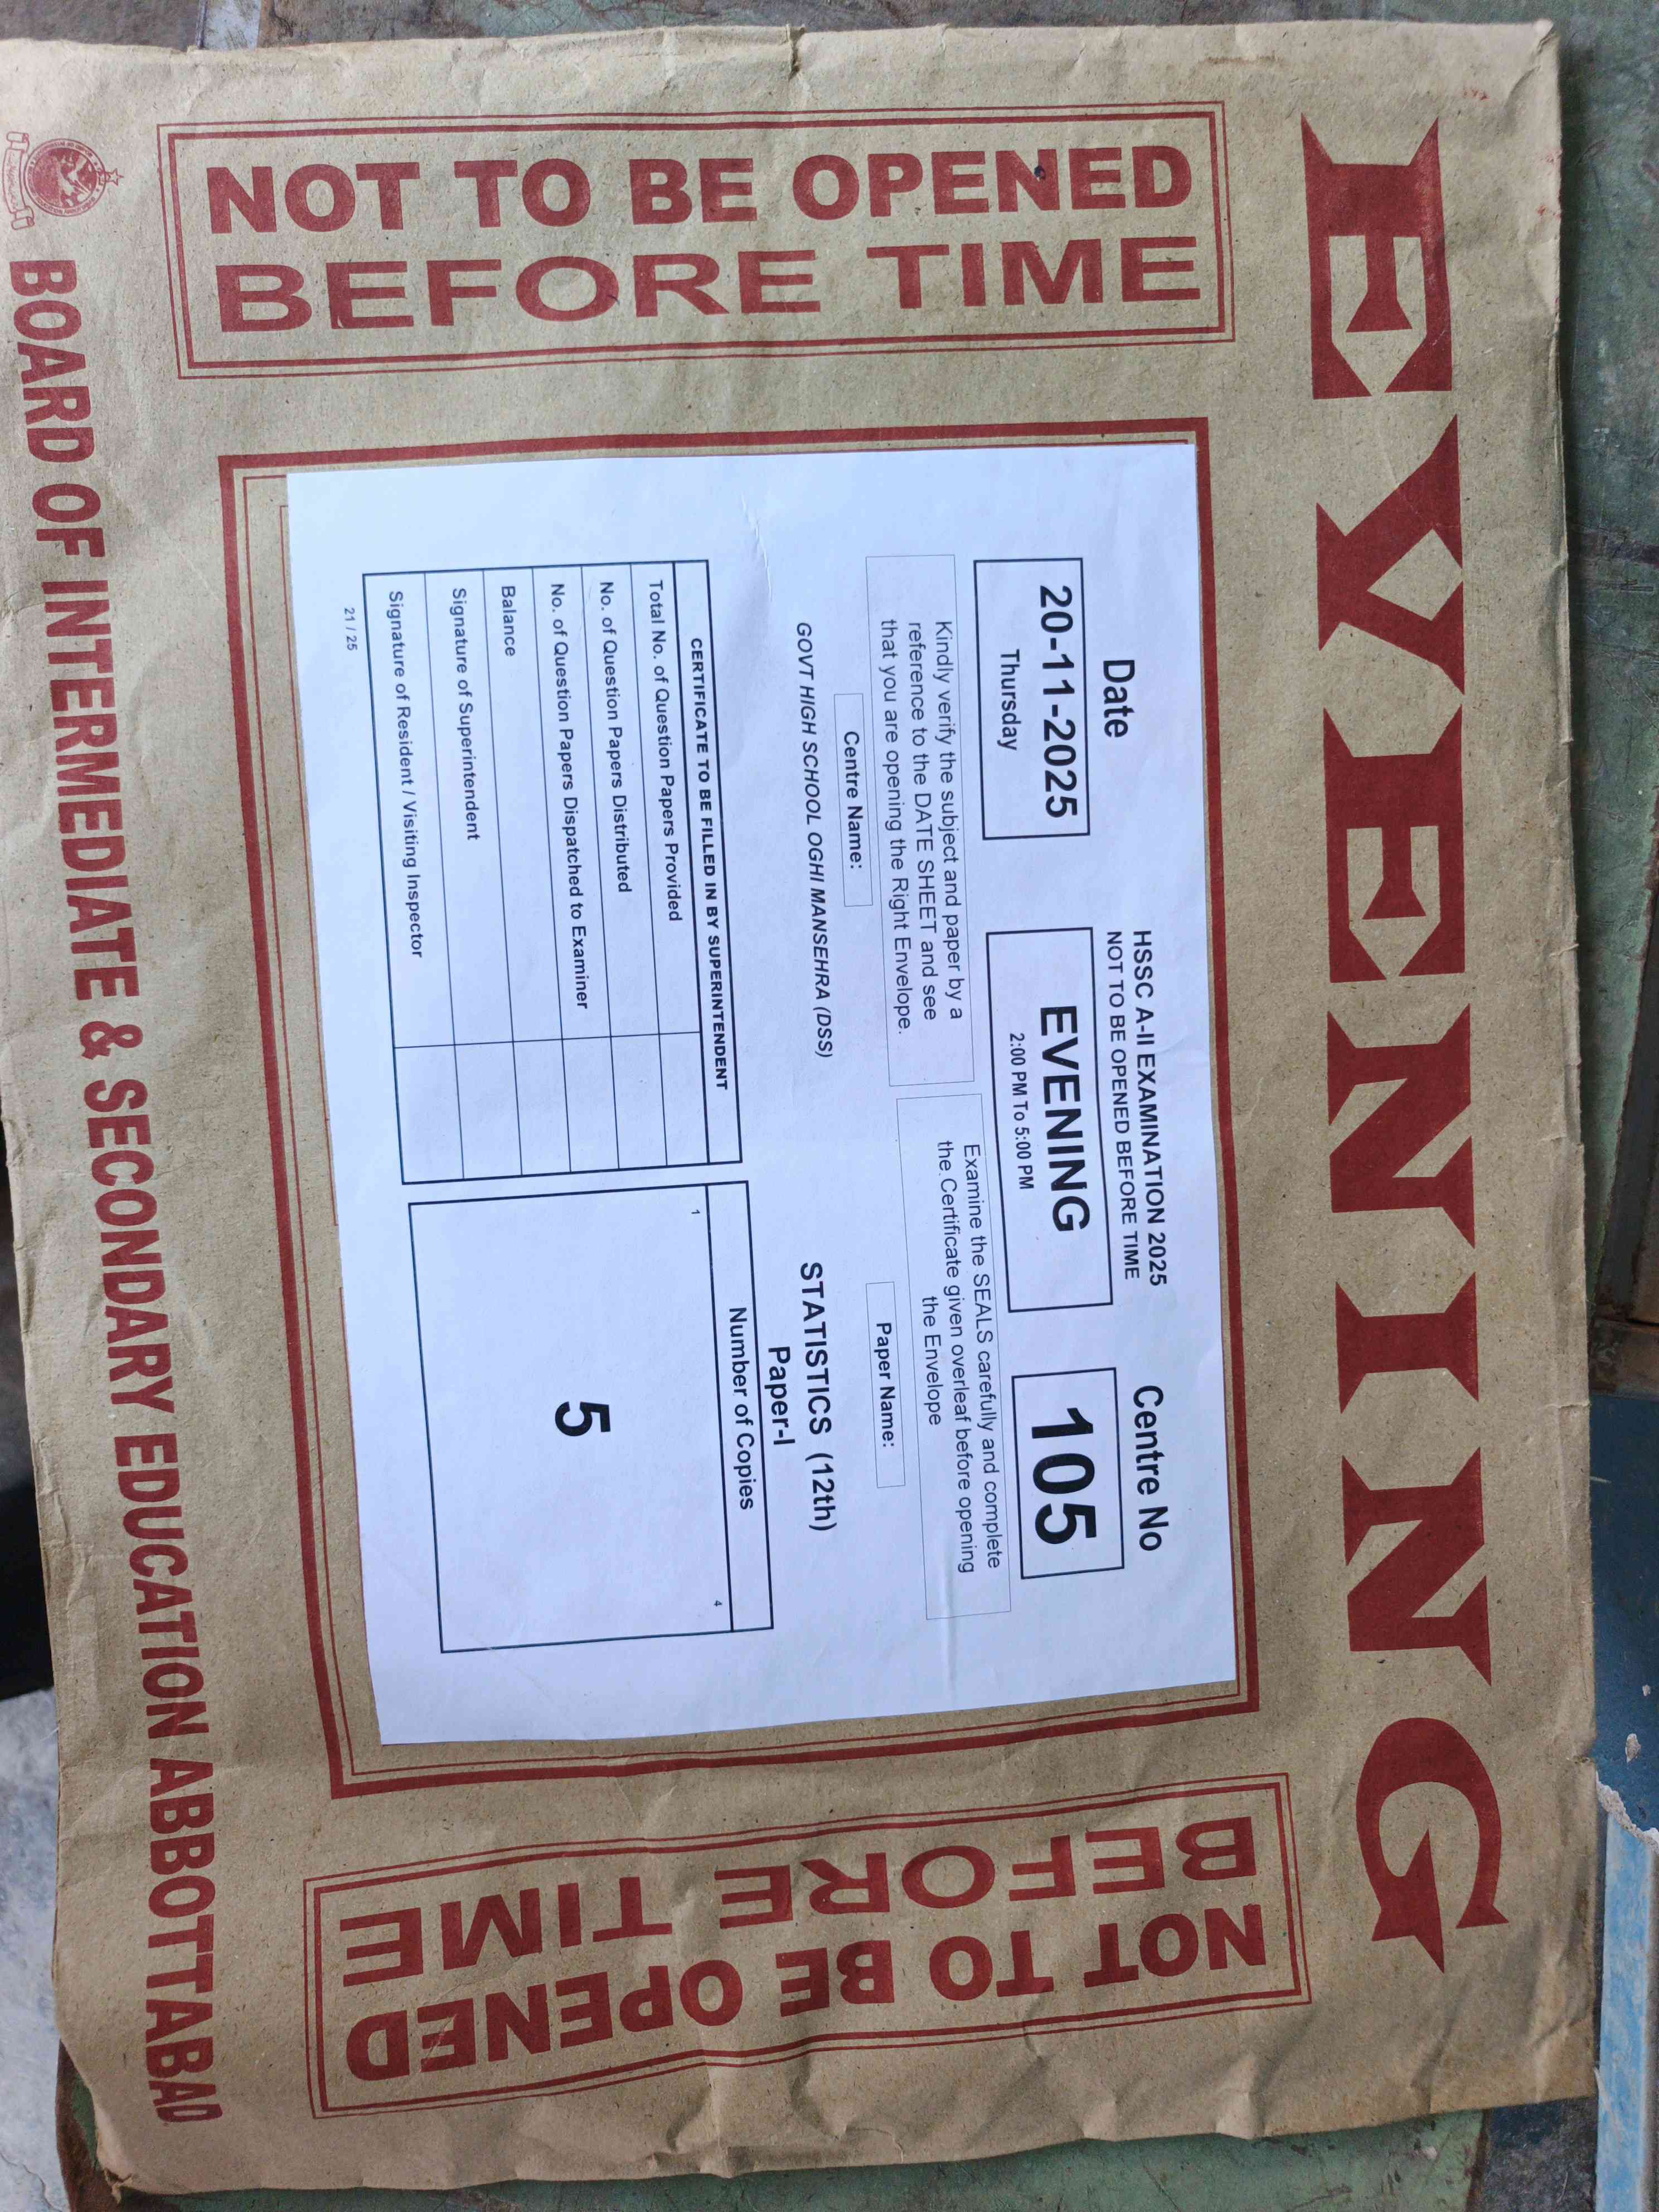 EVENING
NOT TO BE OPENED
BEFORE TIME
Date
20-11-2025
Thursday
HSSC A-II EXAMINATION 2025
NOT TO BE OPENED BEFORE TIME
EVENING
2:00 PM To 5:00 PM
Centre No
105
Kindly verify the subject and paper by a
reference to the DATE SHEET and see
that you are opening the Right Envelope.
Examine the SEALS carefully and complete
the Certificate given overleaf before opening
the Envelope
Centre Name:
GOVT HIGH SCHOOL OGHI MANSEHRA (DSS)
Paper Name:
STATISTICS (12th)
Paper-I
CERTIFICATE TO BE FILLED IN BY SUPERINTENDENT
Total No. of Question Papers Provided
No. of Question Papers Distributed
No. of Question Papers Dispatched to Examiner
Balance
Signature of Superintendent
Signature of Resident / Visiting Inspector
21 / 25
Number of Copies
1
4
5
NOT TO BE OPENED
BEFORE TIME
BOARD OF INTERMEDIATE & SECONDARY EDUCATION ABBOTTABAD